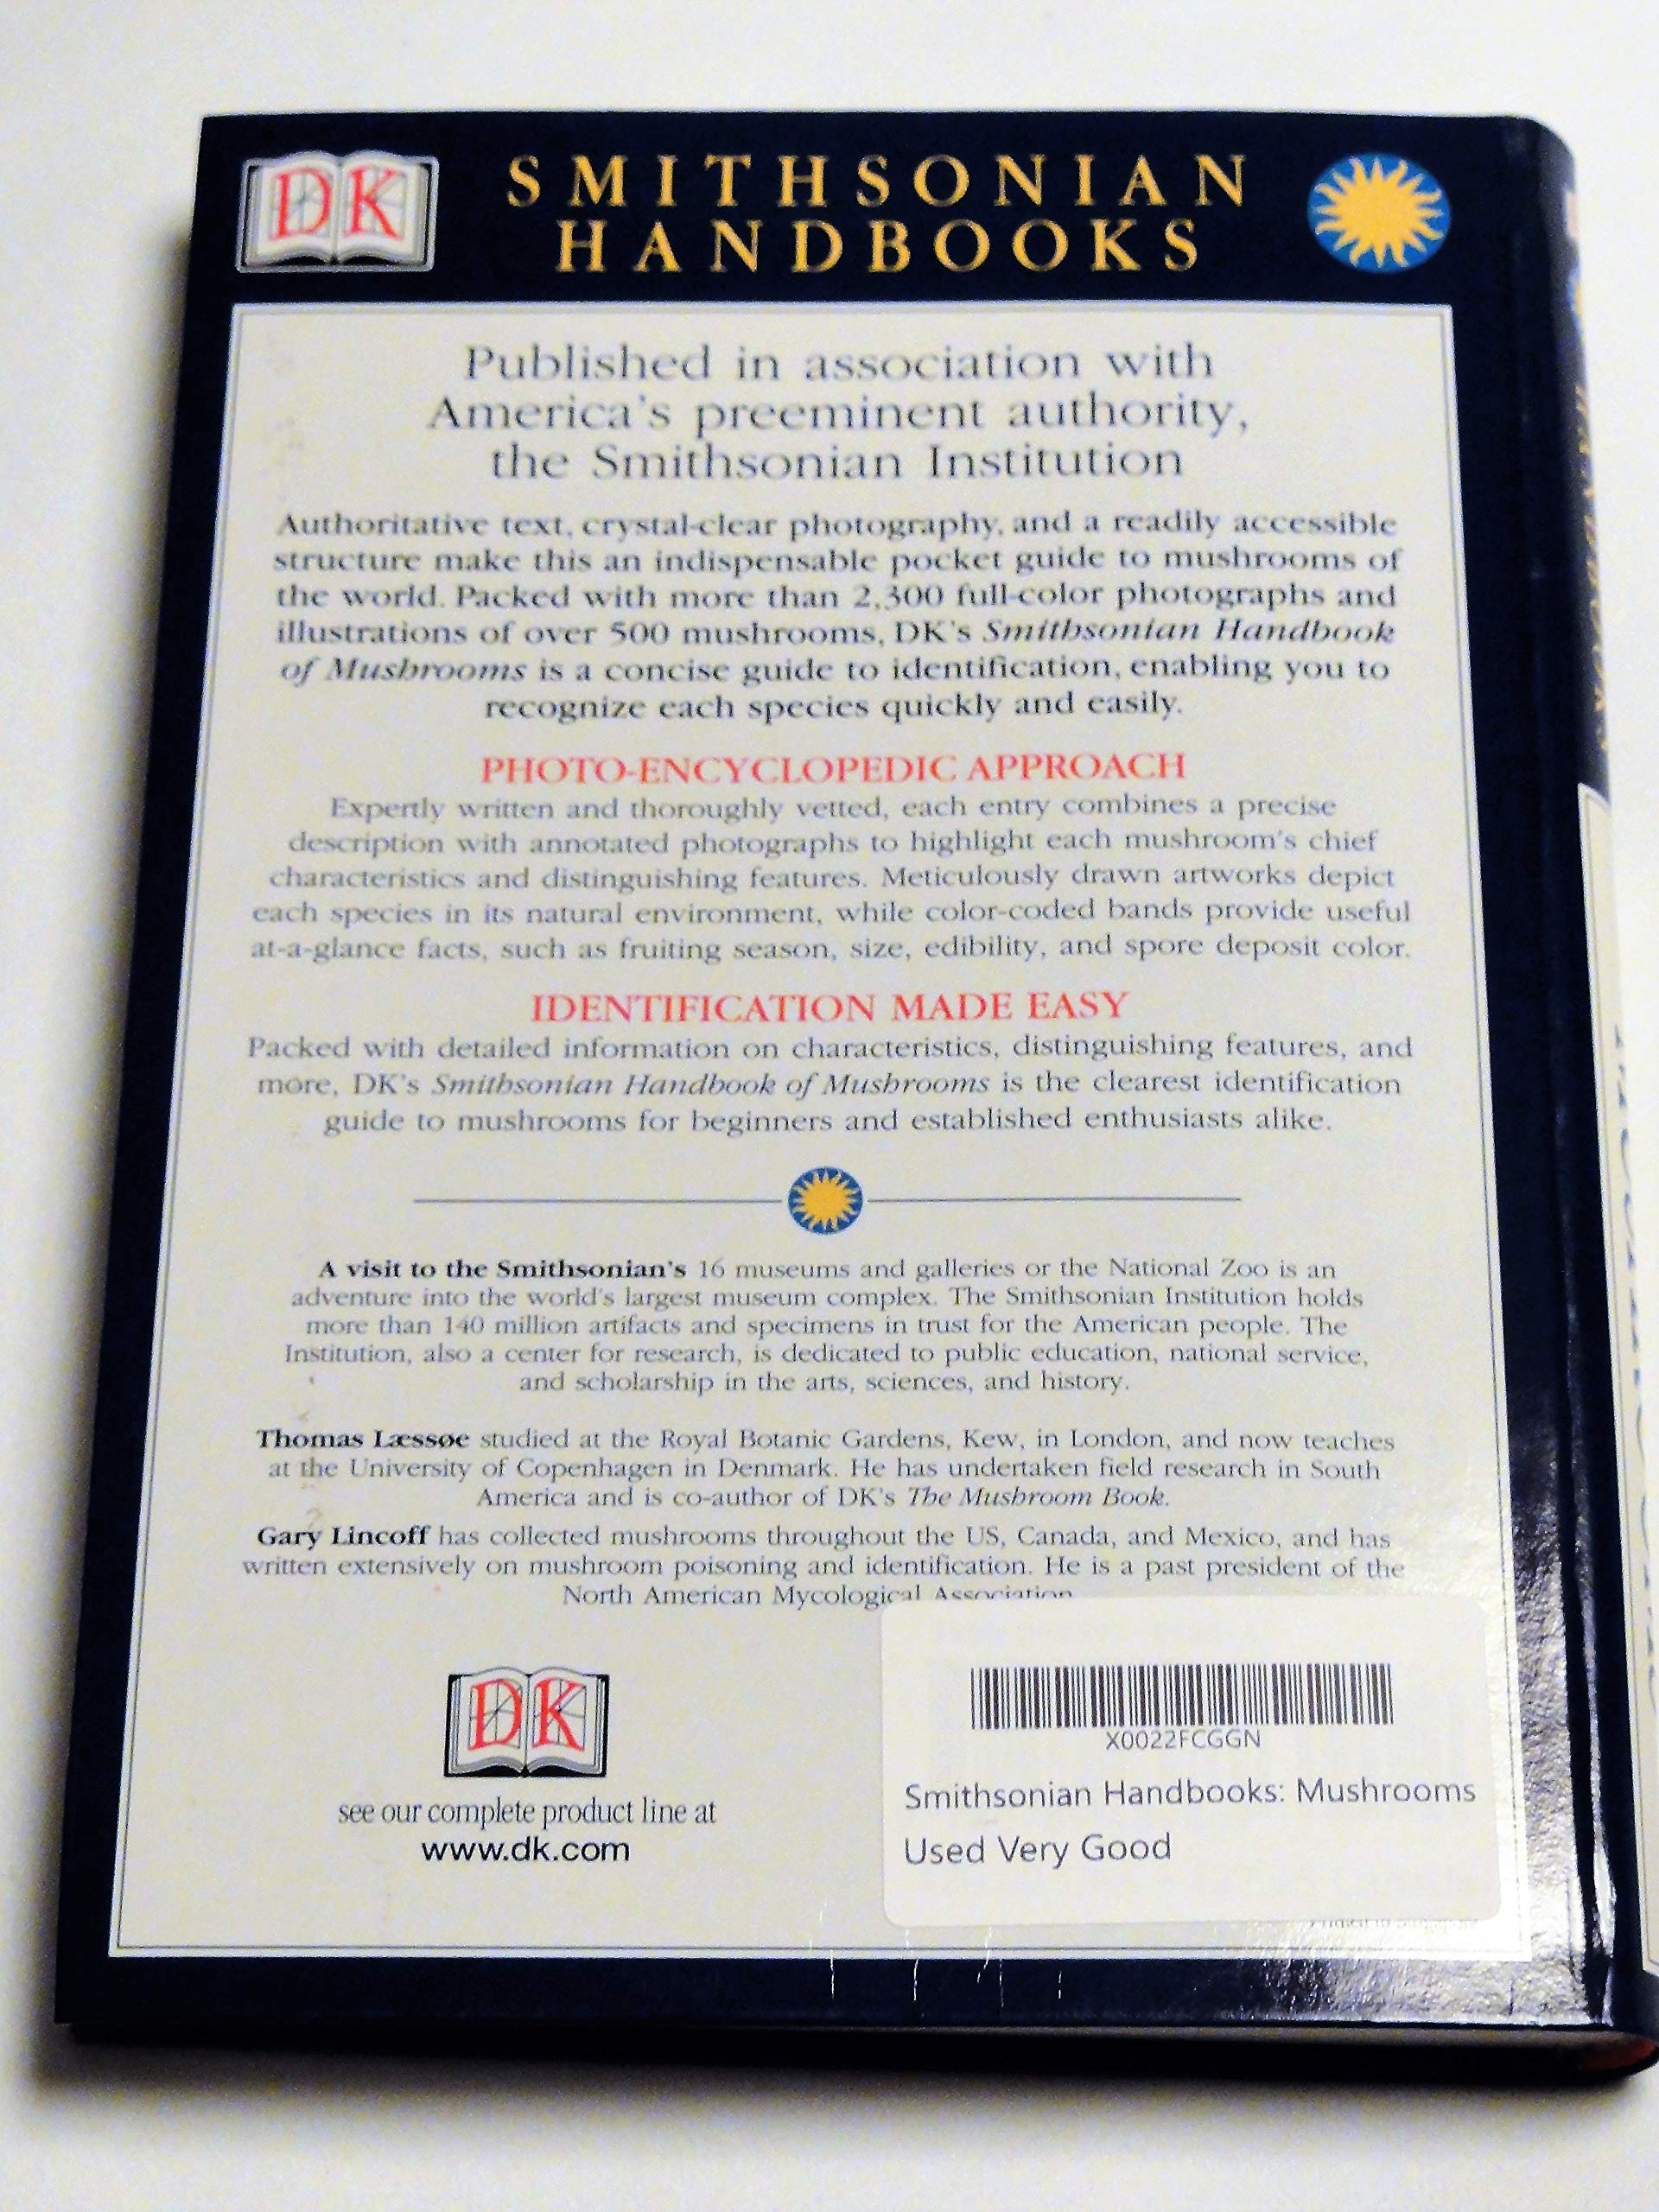 DK
SMITHSONIAN
HANDBOOKS
Published in association with
America's preeminent authority,
the Smithsonian Institution
Authoritative text, crystal-clear photography, and a readily accessible
structure make this an indispensable pocket guide to mushrooms of
the world. Packed with more than 2,300 full-color photographs and
illustrations of over 500 mushrooms, DK's Smithsonian Handbook
of Mushrooms is a concise guide to identification, enabling you to
recognize each species quickly and easily.
PHOTO-ENCYCLOPEDIC APPROACH
Expertly written and thoroughly vetted, each entry combines a precise
description with annotated photographs to highlight each mushroom's chief
characteristics and distinguishing features. Meticulously drawn artworks depict
each species in its natural environment, while color-coded bands provide useful
at-a-glance facts, such as fruiting season, size, edibility, and spore deposit color.
IDENTIFICATION MADE EASY
Packed with detailed information on characteristics, distinguishing features, and
more, DK's Smithsonian Handbook of Mushrooms is the clearest identification
guide to mushrooms for beginners and established enthusiasts alike.
A visit to the Smithsonian's 16 museums and galleries or the National Zoo is an
adventure into the world's largest museum complex. The Smithsonian Institution holds
more than 140 million artifacts and specimens in trust for the American people. The
Institution, also a center for research, is dedicated to public education, national service,
and scholarship in the arts, sciences, and history.
Thomas Læssøe studied at the Royal Botanic Gardens, Kew, in London, and now teaches
at the University of Copenhagen in Denmark. He has undertaken field research in South
America and is co-author of DK's The Mushroom Book.
Gary Lincoff has collected mushrooms throughout the US, Canada, and Mexico, and has
written extensively on mushroom poisoning and identification. He is a past president of the
North American Mycological Association
DK
see our complete product line at
www.dk.com
X0022FCGGN
Smithsonian Handbooks: Mushrooms
Used Very Good